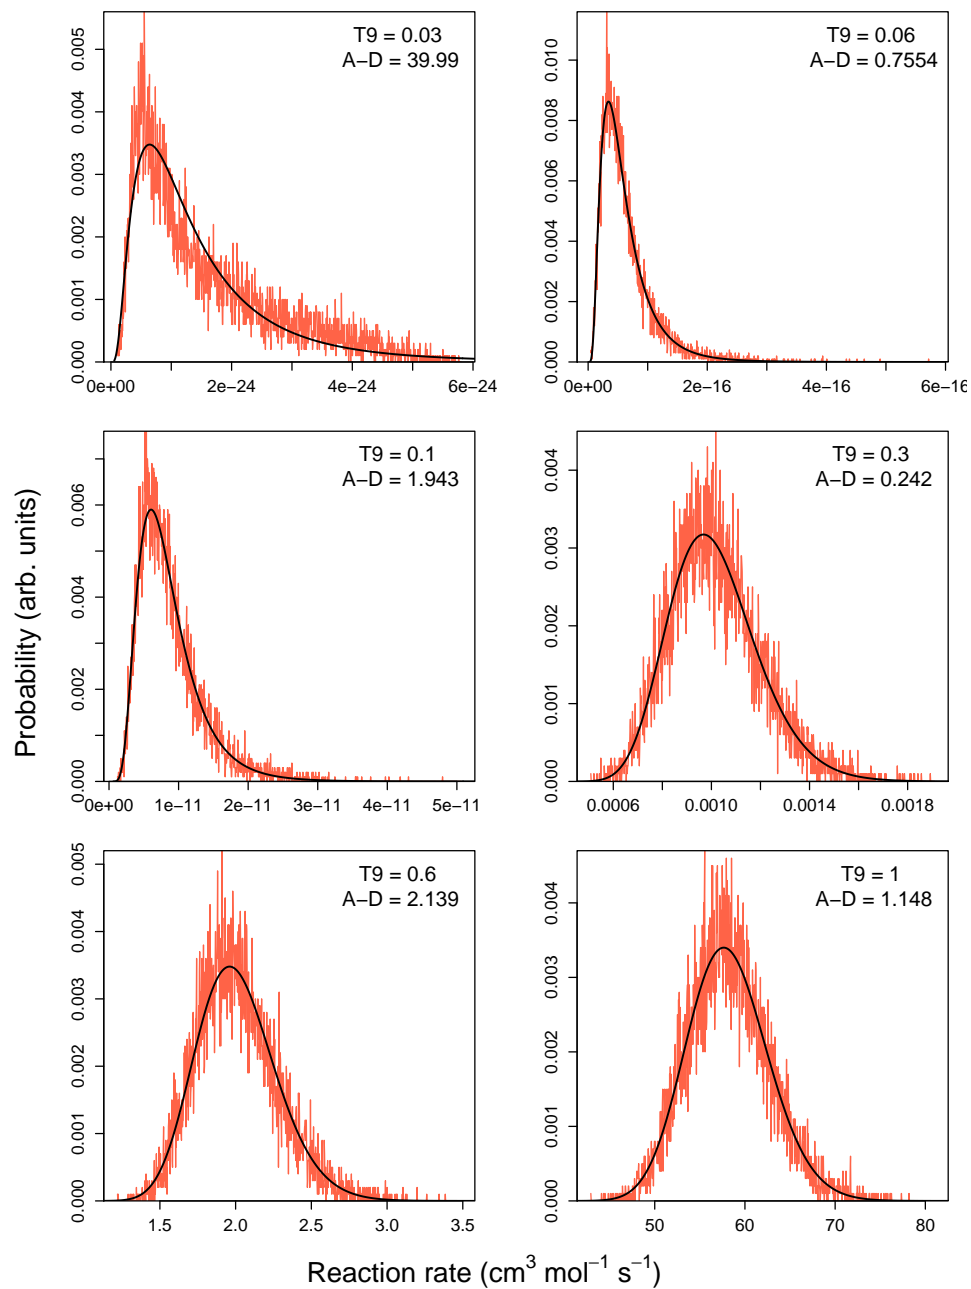 T9 = 0.03
A−D = 39.99
0.000
0.001
0.002
0.003
0.004
0.005
0e+00
2e−24
4e−24
6e−24
T9 = 0.06
A−D = 0.7554
0.000
0.002
0.004
0.006
0.008
0.010
0e+00
2e−16
4e−16
6e−16
T9 = 0.1
A−D = 1.943
0.000
0.002
0.004
0.006
0e+00
1e−11
2e−11
3e−11
4e−11
5e−11
T9 = 0.3
A−D = 0.242
0.000
0.001
0.002
0.003
0.004
0.0006
0.0010
0.0014
0.0018
T9 = 0.6
A−D = 2.139
0.000
0.001
0.002
0.003
0.004
0.005
1.5
2.0
2.5
3.0
3.5
T9 = 1
A−D = 1.148
0.000
0.001
0.002
0.003
0.004
50
60
70
80
Probability (arb. units)
Reaction rate (cm³ mol⁻¹ s⁻¹)